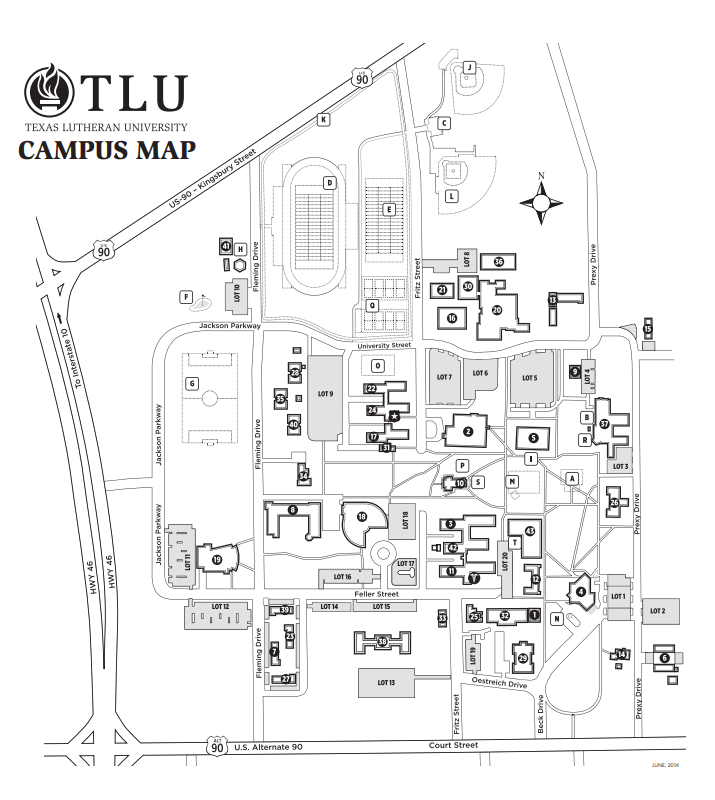 TLU
TEXAS LUTHERAN UNIVERSITY
CAMPUS MAP
US
90
J
K
C
US-90 – Kingsbury Street
D
E
L
N
US
90
41
H
Fleming Drive
Fritz Street
LOT 8
36
Prexy Drive
LOT 10
F
21
30
13
Q
16
20
To Interstate 10
Jackson Parkway
University Street
15
G
38
LOT 9
O
LOT 7
LOT 6
LOT 5
9
LOT 4
22
35
24
B
37
40
17
2
5
R
31
Jackson Parkway
Fleming Drive
I
LOT 3
P
34
10
S
M
A
26
Prexy Drive
8
18
LOT 18
3
43
Jackson Parkway
T
42
LOT 11
19
LOT 17
11
LOT 20
12
HWY 46
HWY 46
LOT 16
4
LOT 1
Feller Street
LOT 12
39
LOT 14
LOT 15
33
25
32
1
N
LOT 2
23
Fleming Drive
7
LOT 19
29
14
6
27
LOT 13
Oestreich Drive
Fritz Street
Beck Drive
Prexy Drive
ALT
90
U.S. Alternate 90
Court Street
JUNE, 2014